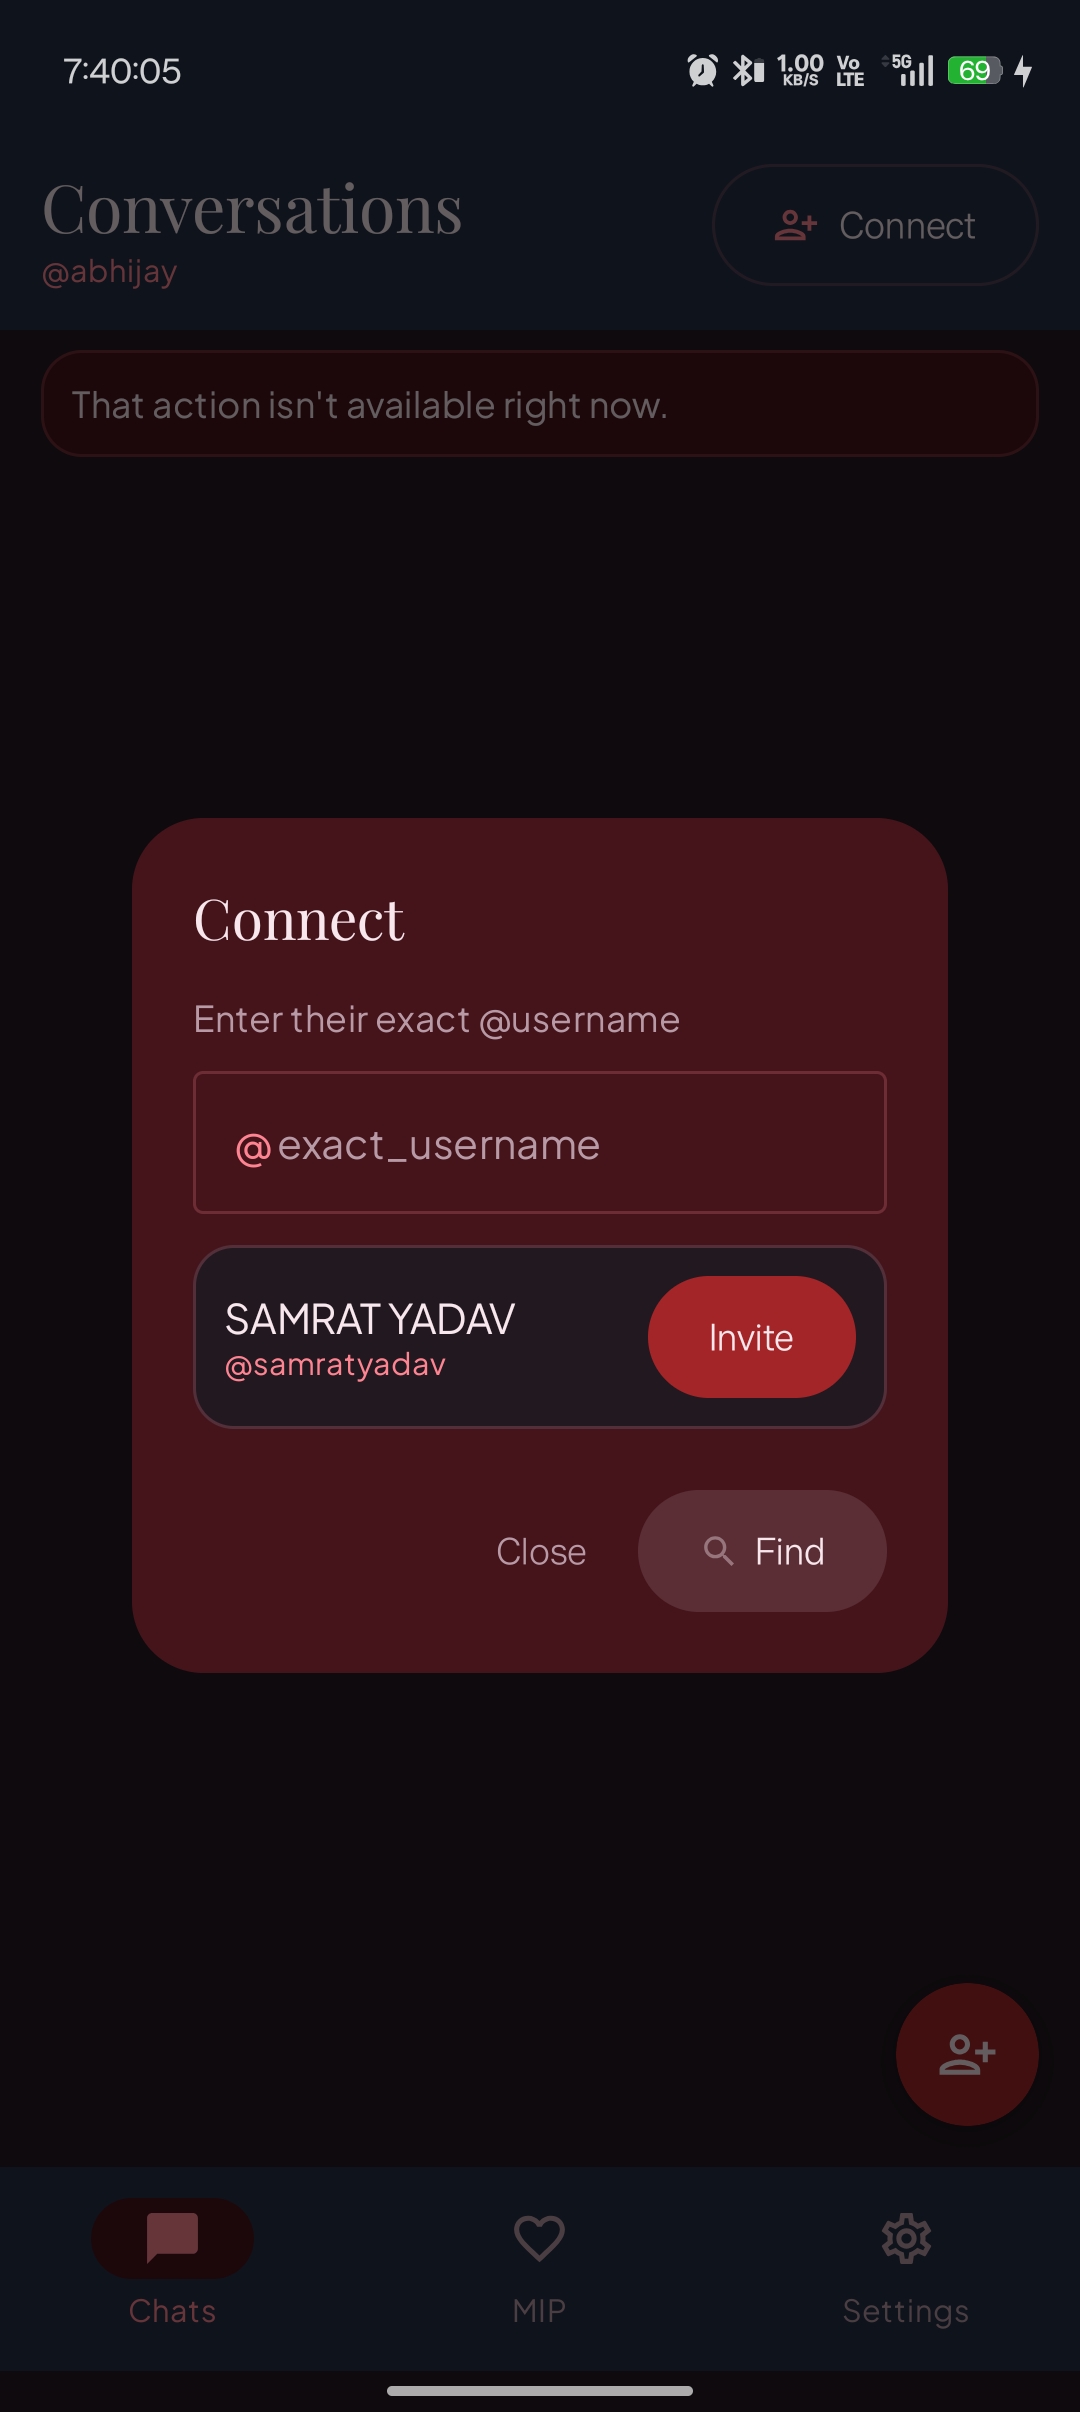 7:40:05
1.00 KB/S
Vo LTE
5G
69
Conversations
@abhijay
Connect
That action isn't available right now.
Connect
Enter their exact @username
@exact_username
SAMRAT YADAV
@samratyadav
Invite
Close
Find
Chats
MIP
Settings